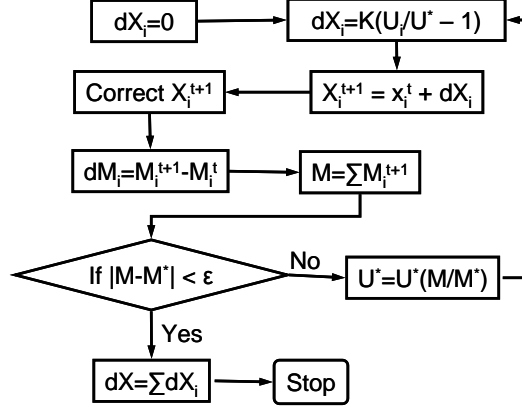 dXᵢ=0
dXᵢ=K(Uᵢ/U* – 1)
Xᵢᵗ⁺¹ = xᵢᵗ + dXᵢ
Correct Xᵢᵗ⁺¹
dMᵢ=Mᵢᵗ⁺¹-Mᵢᵗ
M=∑Mᵢᵗ⁺¹
If |M-M*| < ε
No
U*=U*(M/M*)
Yes
dX=∑dXᵢ
Stop